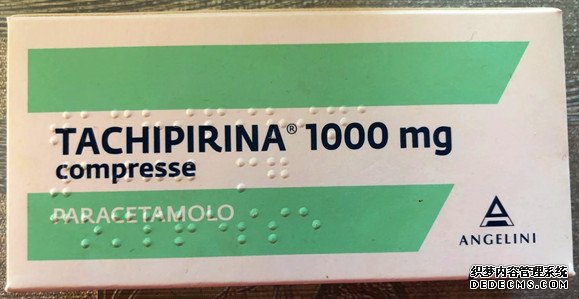 TACHIPIRINA® 1000 mg
compresse
PARACETAMOLO
ANGELINI
织梦内容管理系统
DEDECMS.COM